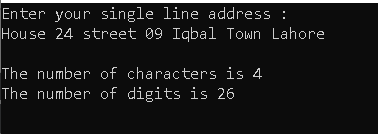 Enter your single line address :
House 24 street 09 Iqbal Town Lahore
The number of characters is 4
The number of digits is 26